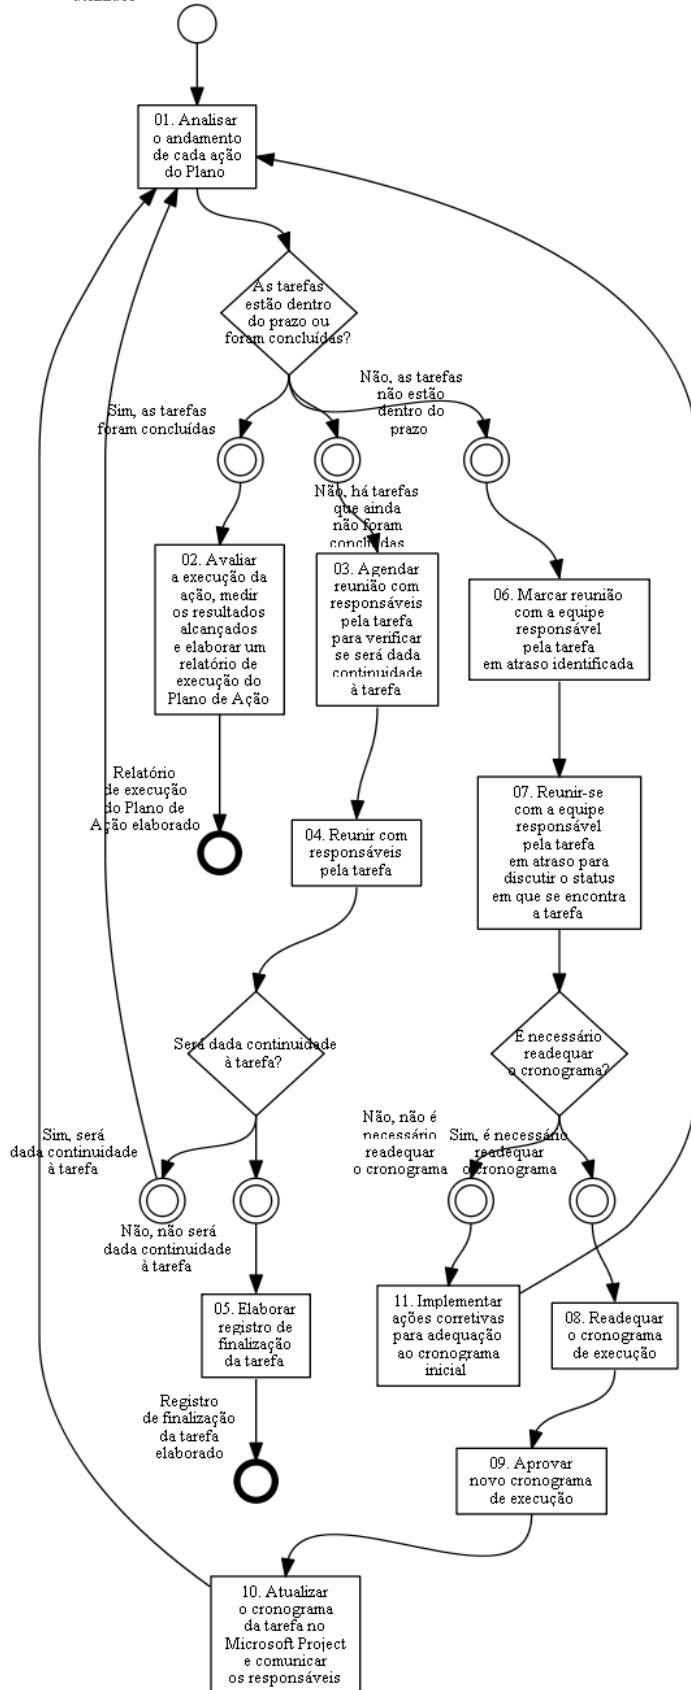 01. Analisar
o andamento
de cada ação
do Plano
As tarefas
estão dentro
do prazo ou
foram concluídas?
Sim, as tarefas
foram concluídas
Não, as tarefas
não estão
dentro do
prazo
Não, há tarefas
que ainda
não foram
concluídas
02. Avaliar
a execução da
ação, medir
os resultados
alcançados
e elaborar um
relatório de
execução do
Plano de Ação
03. Agendar
reunião com
responsáveis
pela tarefa
para verificar
se será dada
continuidade
à tarefa
06. Marcar reunião
com a equipe
responsável
pela tarefa
em atraso identificada
Relatório
de execução
do Plano de
Ação elaborado
04. Reunir com
responsáveis
pela tarefa
07. Reunir-se
com a equipe
responsável
pela tarefa
em atraso para
discutir o status
em que se encontra
a tarefa
Será dada continuidade
à tarefa?
É necessário
readequar
o cronograma?
Sim, será
dada continuidade
à tarefa
Não, não será
dada continuidade
à tarefa
Não, não é
necessário
readequar
o cronograma
Sim, é necessário
readequar
o cronograma
05. Elaborar
registro de
finalização
da tarefa
11. Implementar
ações corretivas
para adequação
ao cronograma
inicial
08. Readequar
o cronograma
de execução
Registro
de finalização
da tarefa
elaborado
09. Aprovar
novo cronograma
de execução
10. Atualizar
o cronograma
da tarefa no
Microsoft Project
e comunicar
os responsáveis